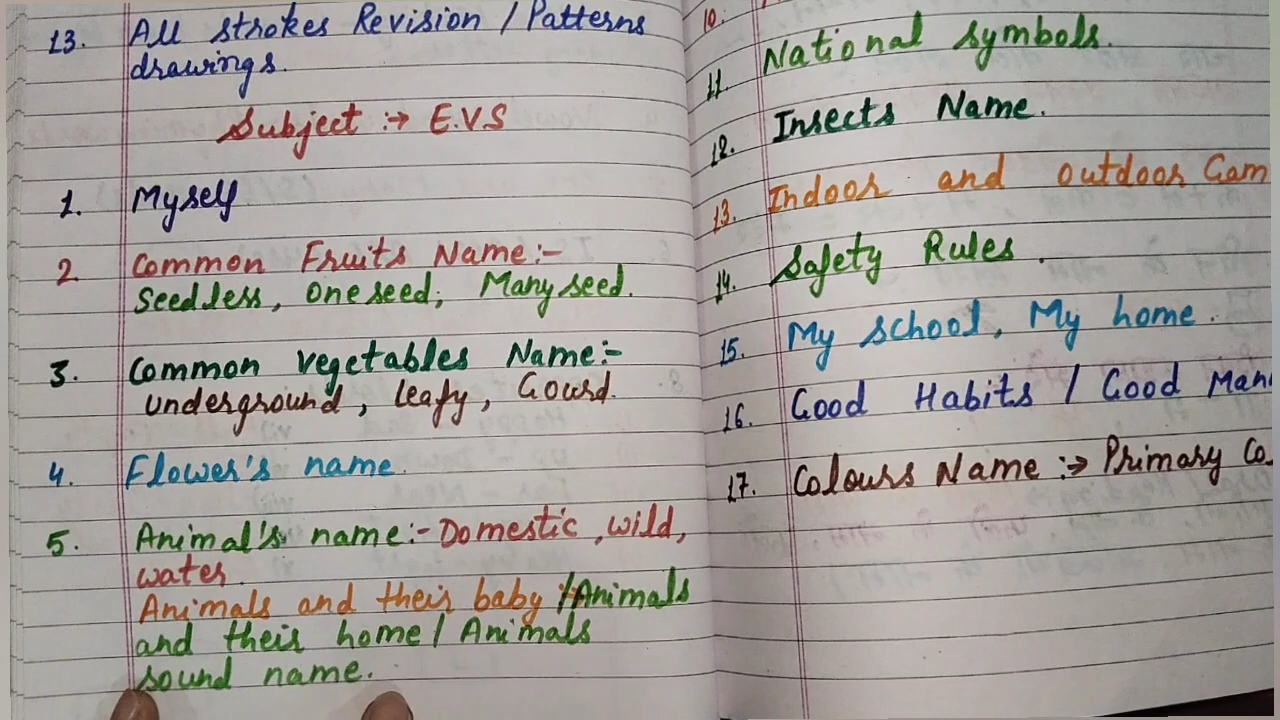 13. All strokes Revision / Patterns
drawings.
Subject :→ E.V.S
1. Myself
2 Common Fruits Name:-
Seedless, One seed, Many seed.
3. Common vegetables Name:-
underground, leafy, Gourd.
4. Flower's name.
5. Animal's name:- Domestic, wild,
water.
Animals and their baby / Animals
and their home / Animals
sound name.
10.
11. National symbols.
12. Insects Name.
13. Indoor and outdoor Gam
14. Safety Rules.
15. My school, My home.
16. Good Habits / Good Man
17. Colours Name :→ Primary Co